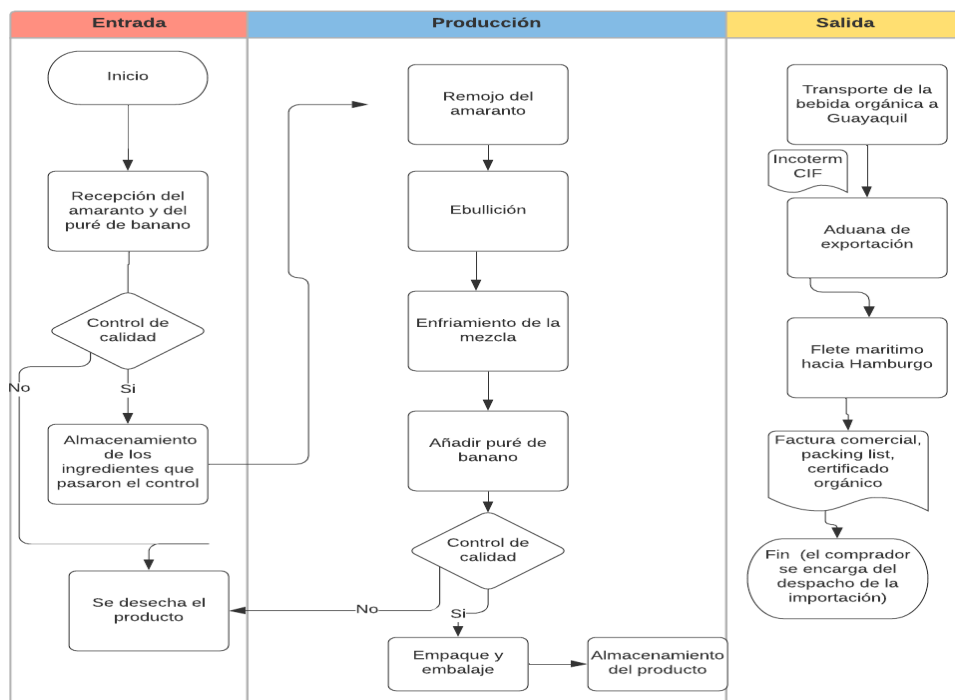 Entrada
Producción
Salida
Inicio
Recepción del
amaranto y del
puré de banano
Control de
calidad
No
Si
Almacenamiento
de los
ingredientes que
pasaron el control
Se desecha el
producto
Remojo del
amaranto
Ebullición
Enfriamiento de la
mezcla
Añadir puré de
banano
Control de
calidad
No
Si
Empaque y
embalaje
Almacenamiento
del producto
Transporte de la
bebida orgánica a
Guayaquil
Incoterm
CIF
Aduana de
exportación
Flete maritimo
hacia Hamburgo
Factura comercial,
packing list,
certificado
orgánico
Fin (el comprador
se encarga del
despacho de la
importación)